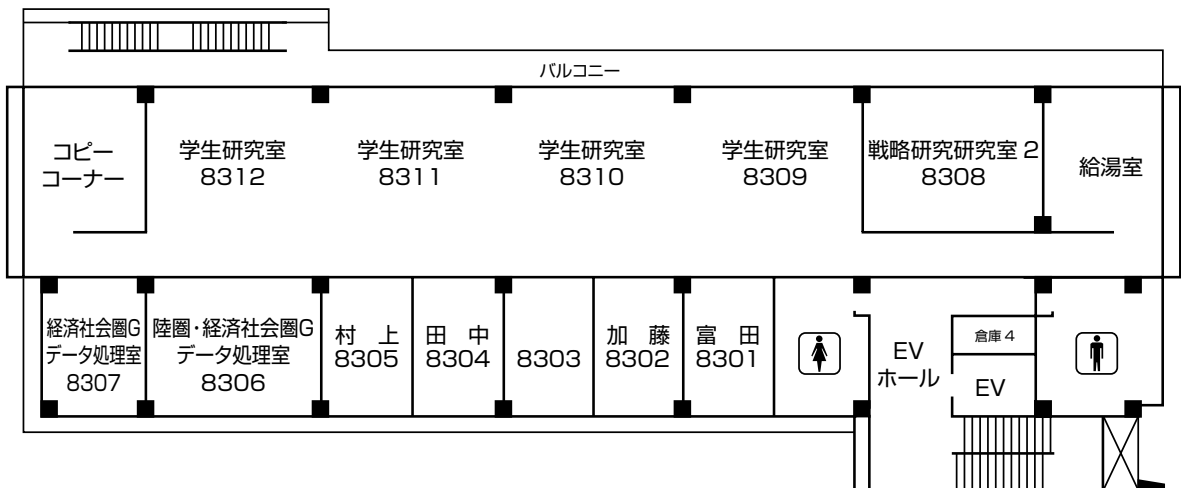 バルコニー
コピー
コーナー
学生研究室
8312
学生研究室
8311
学生研究室
8310
学生研究室
8309
戦略研究研究室2
8308
給湯室
経済社会圏G
データ処理室
8307
陸圏・経済社会圏G
データ処理室
8306
村 上
8305
田 中
8304
8303
加 藤
8302
富 田
8301
EV
ホール
倉庫4
EV